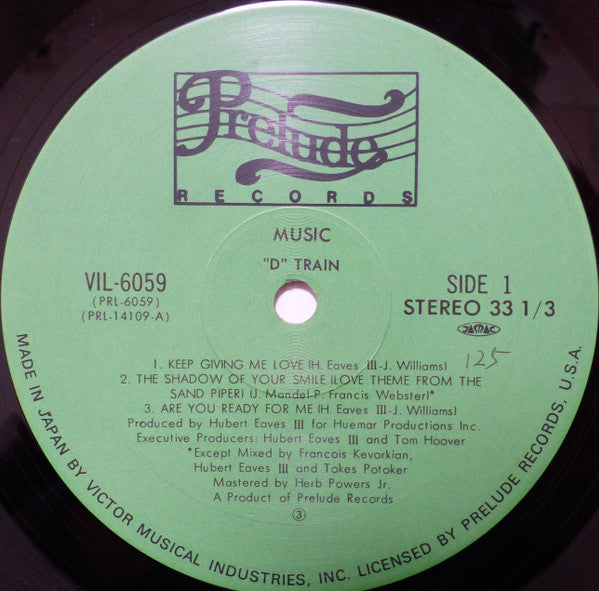 Prelude
RECORDS
MUSIC
"D" TRAIN
VIL-6059
(PRL-6059)
(PRL-14109-A)
SIDE 1
STEREO 33 1/3
JASRAC
125
1. KEEP GIVING ME LOVE (H. Eaves III-J. Williams)
2. THE SHADOW OF YOUR SMILE (LOVE THEME FROM THE
SAND PIPER) (J. Mandel-P. Francis Webster)*
3. ARE YOU READY FOR ME (H. Eaves III-J. Williams)
Produced by Hubert Eaves III for Huemar Productions Inc.
Executive Producers: Hubert Eaves III and Tom Hoover
*Except Mixed by Francois Kevorkian,
Hubert Eaves III and Tokes Potoker
Mastered by Herb Powers Jr.
A Product of Prelude Records
③
MADE IN JAPAN BY VICTOR MUSICAL INDUSTRIES, INC. LICENSED BY PRELUDE RECORDS, U.S.A.